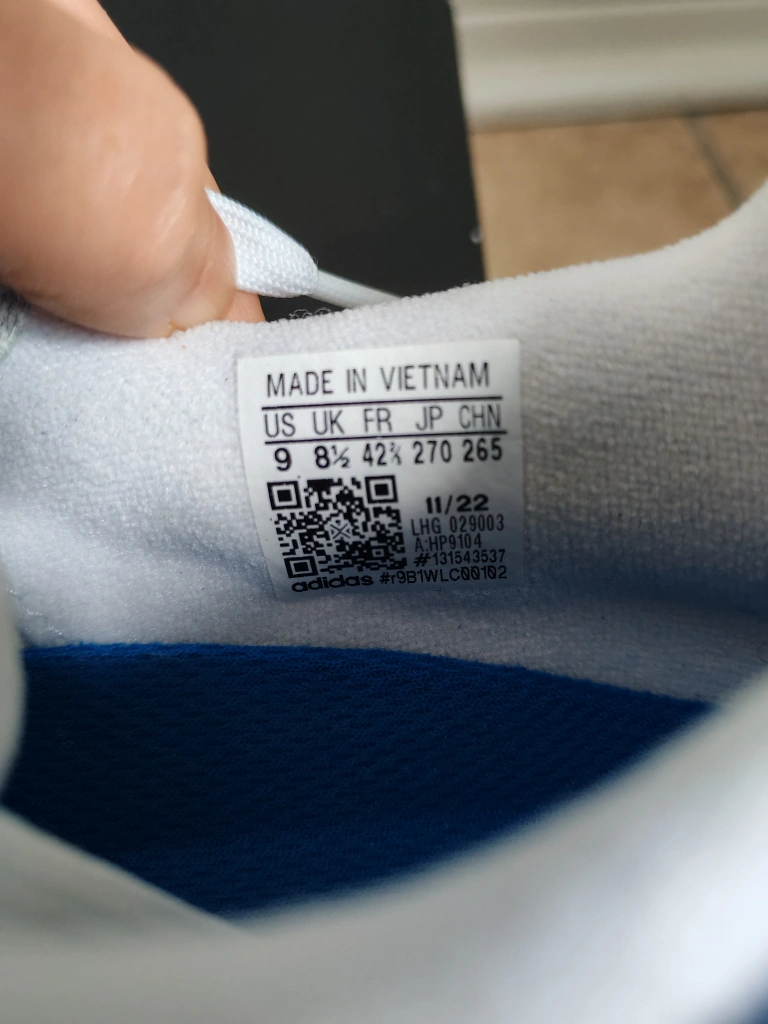 MADE IN VIETNAM
US UK FR JP CHN
9 8½ 42⅔ 270 265
11/22
LHG 029003
A:HP9104
#131543537
adidas #r9B1WLC00102